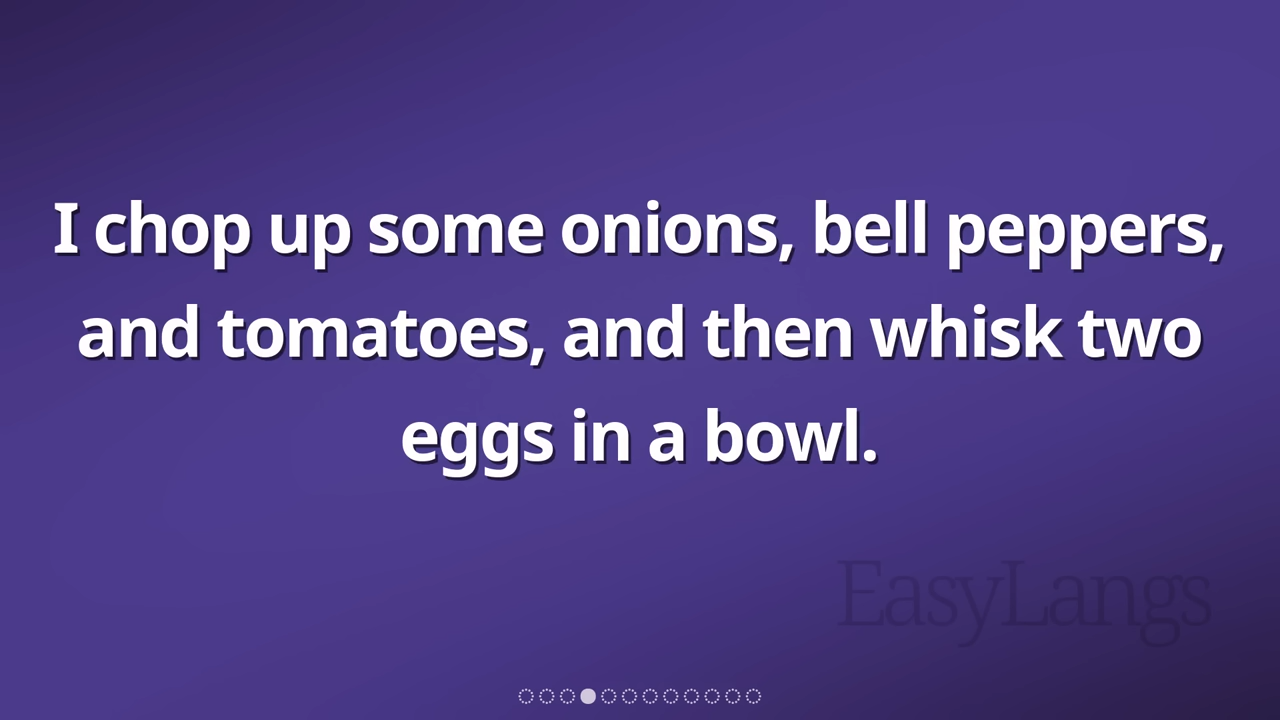 I chop up some onions, bell peppers,
and tomatoes, and then whisk two
eggs in a bowl.
EasyLangs